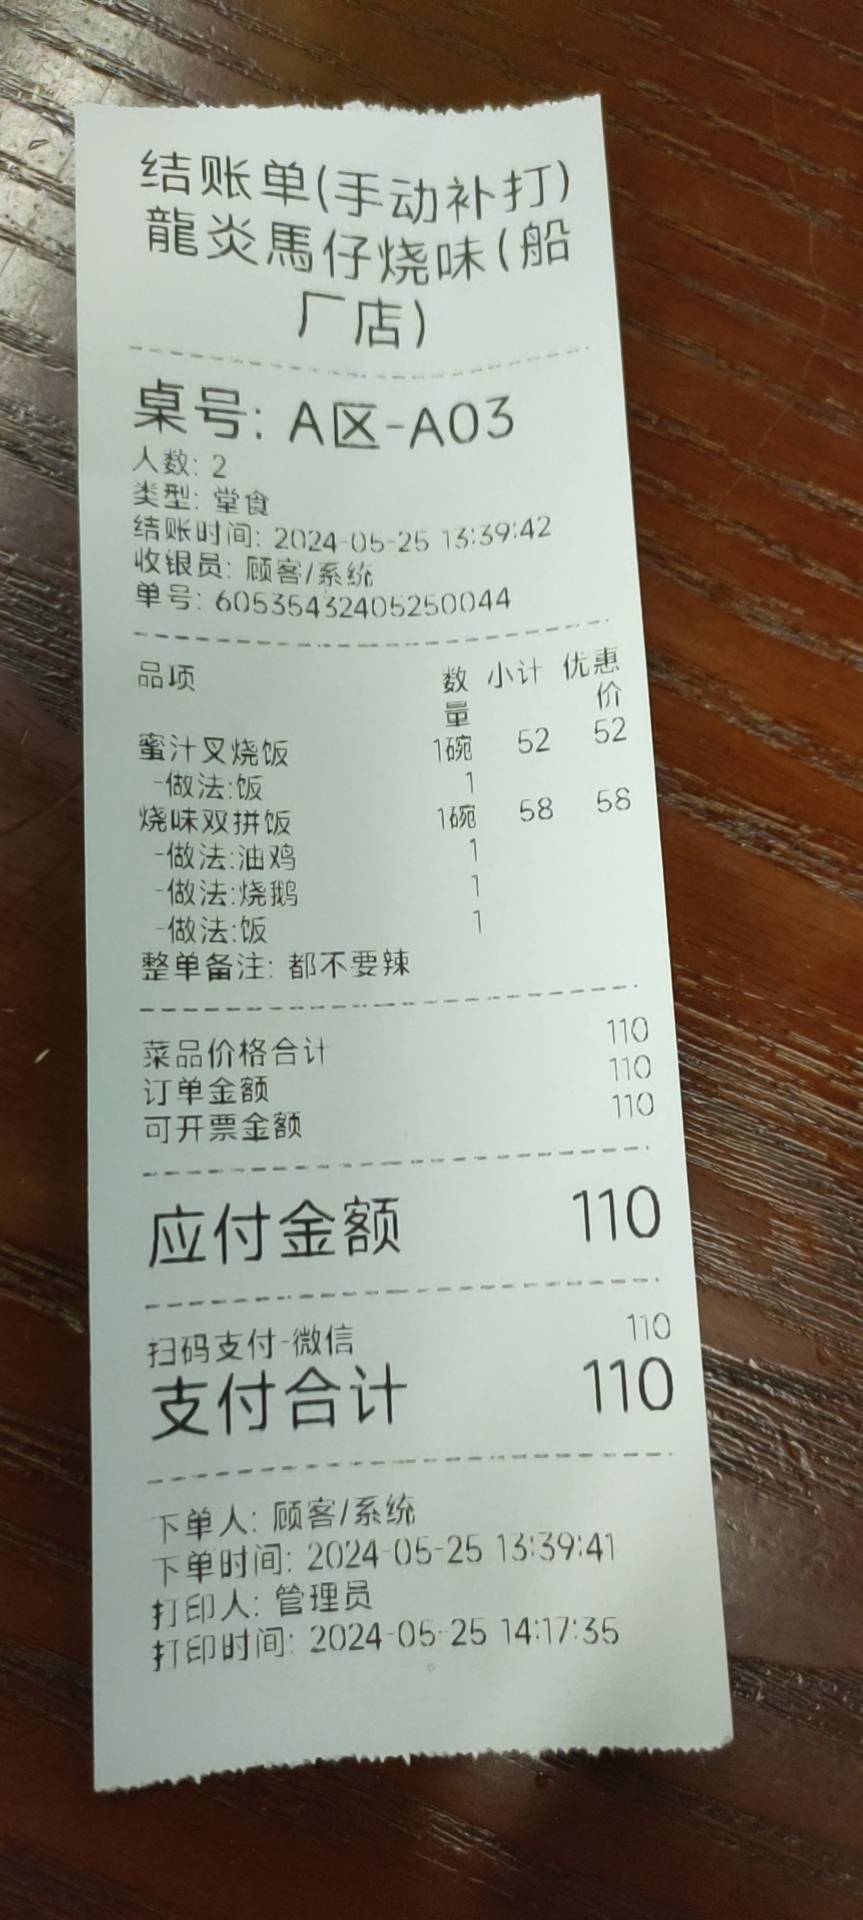 结账单(手动补打)
龍炎馬仔烧味(船
厂店)
桌号: A区-A03
人数: 2
类型: 堂食
结账时间: 2024-05-25 13:39:42
收银员: 顾客/系统
单号: 60535432405250044
品项 数量 小计 优惠价
蜜汁叉烧饭 1碗 52 52
-做法:饭 1
烧味双拼饭 1碗 58 58
-做法:油鸡 1
-做法:烧鹅 1
-做法:饭 1
整单备注: 都不要辣
菜品价格合计 110
订单金额 110
可开票金额 110
应付金额 110
扫码支付-微信 110
支付合计 110
下单人: 顾客/系统
下单时间: 2024-05-25 13:39:41
打印人: 管理员
打印时间: 2024-05-25 14:17:35